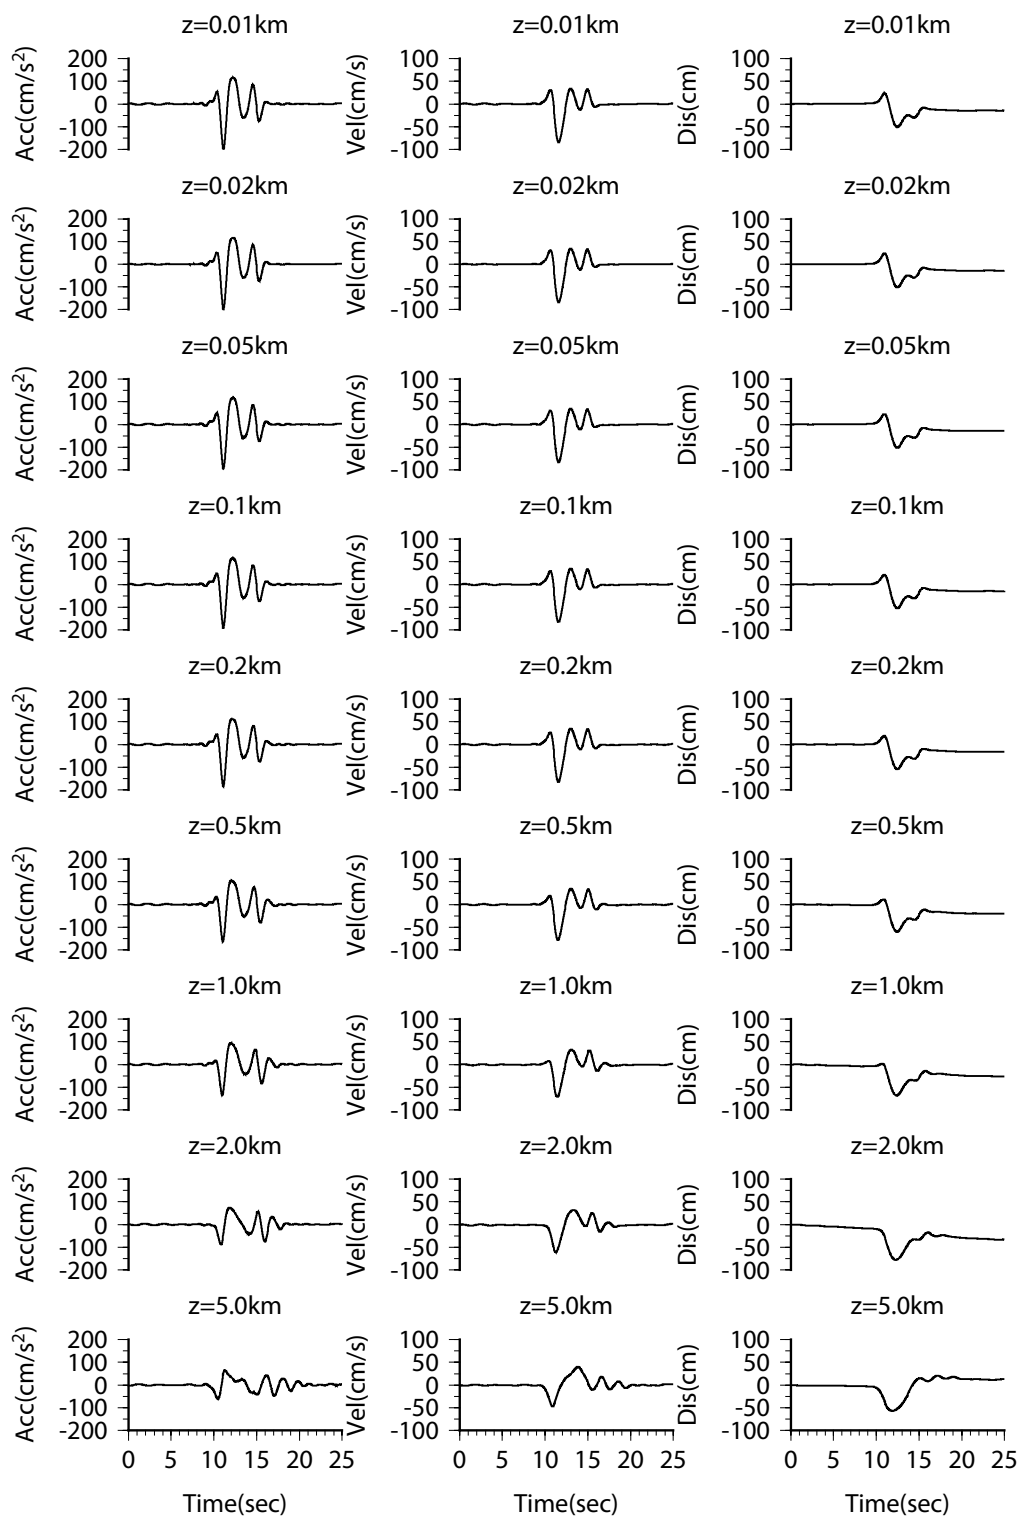 z=0.01km z=0.01km z=0.01km
Acc(cm/s²) 200 100 0 -100 -200 Vel(cm/s) 100 50 0 -50 -100 Dis(cm) 100 50 0 -50 -100
z=0.02km z=0.02km z=0.02km
Acc(cm/s²) 200 100 0 -100 -200 Vel(cm/s) 100 50 0 -50 -100 Dis(cm) 100 50 0 -50 -100
z=0.05km z=0.05km z=0.05km
Acc(cm/s²) 200 100 0 -100 -200 Vel(cm/s) 100 50 0 -50 -100 Dis(cm) 100 50 0 -50 -100
z=0.1km z=0.1km z=0.1km
Acc(cm/s²) 200 100 0 -100 -200 Vel(cm/s) 100 50 0 -50 -100 Dis(cm) 100 50 0 -50 -100
z=0.2km z=0.2km z=0.2km
Acc(cm/s²) 200 100 0 -100 -200 Vel(cm/s) 100 50 0 -50 -100 Dis(cm) 100 50 0 -50 -100
z=0.5km z=0.5km z=0.5km
Acc(cm/s²) 200 100 0 -100 -200 Vel(cm/s) 100 50 0 -50 -100 Dis(cm) 100 50 0 -50 -100
z=1.0km z=1.0km z=1.0km
Acc(cm/s²) 200 100 0 -100 -200 Vel(cm/s) 100 50 0 -50 -100 Dis(cm) 100 50 0 -50 -100
z=2.0km z=2.0km z=2.0km
Acc(cm/s²) 200 100 0 -100 -200 Vel(cm/s) 100 50 0 -50 -100 Dis(cm) 100 50 0 -50 -100
z=5.0km z=5.0km z=5.0km
Acc(cm/s²) 200 100 0 -100 -200 Vel(cm/s) 100 50 0 -50 -100 Dis(cm) 100 50 0 -50 -100
0 5 10 15 20 25 0 5 10 15 20 25 0 5 10 15 20 25
Time(sec) Time(sec) Time(sec)